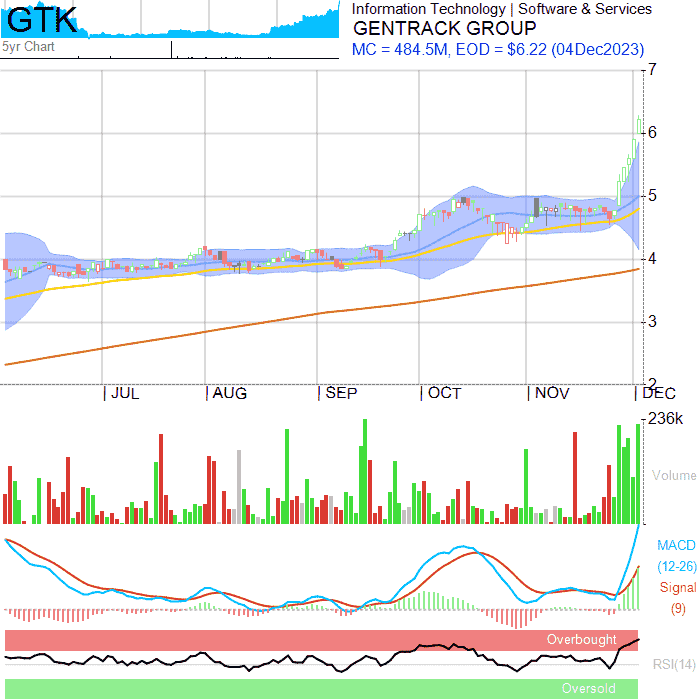 GTK
Information Technology | Software & Services
GENTRACK GROUP
5yr Chart
MC = 484.5M, EOD = $6.22 (04Dec2023)
7
6
5
4
3
2
| JUL | AUG | SEP | OCT | NOV | DEC
236k
Volume
MACD
(12-26)
Signal
(9)
Overbought
RSI(14)
Oversold